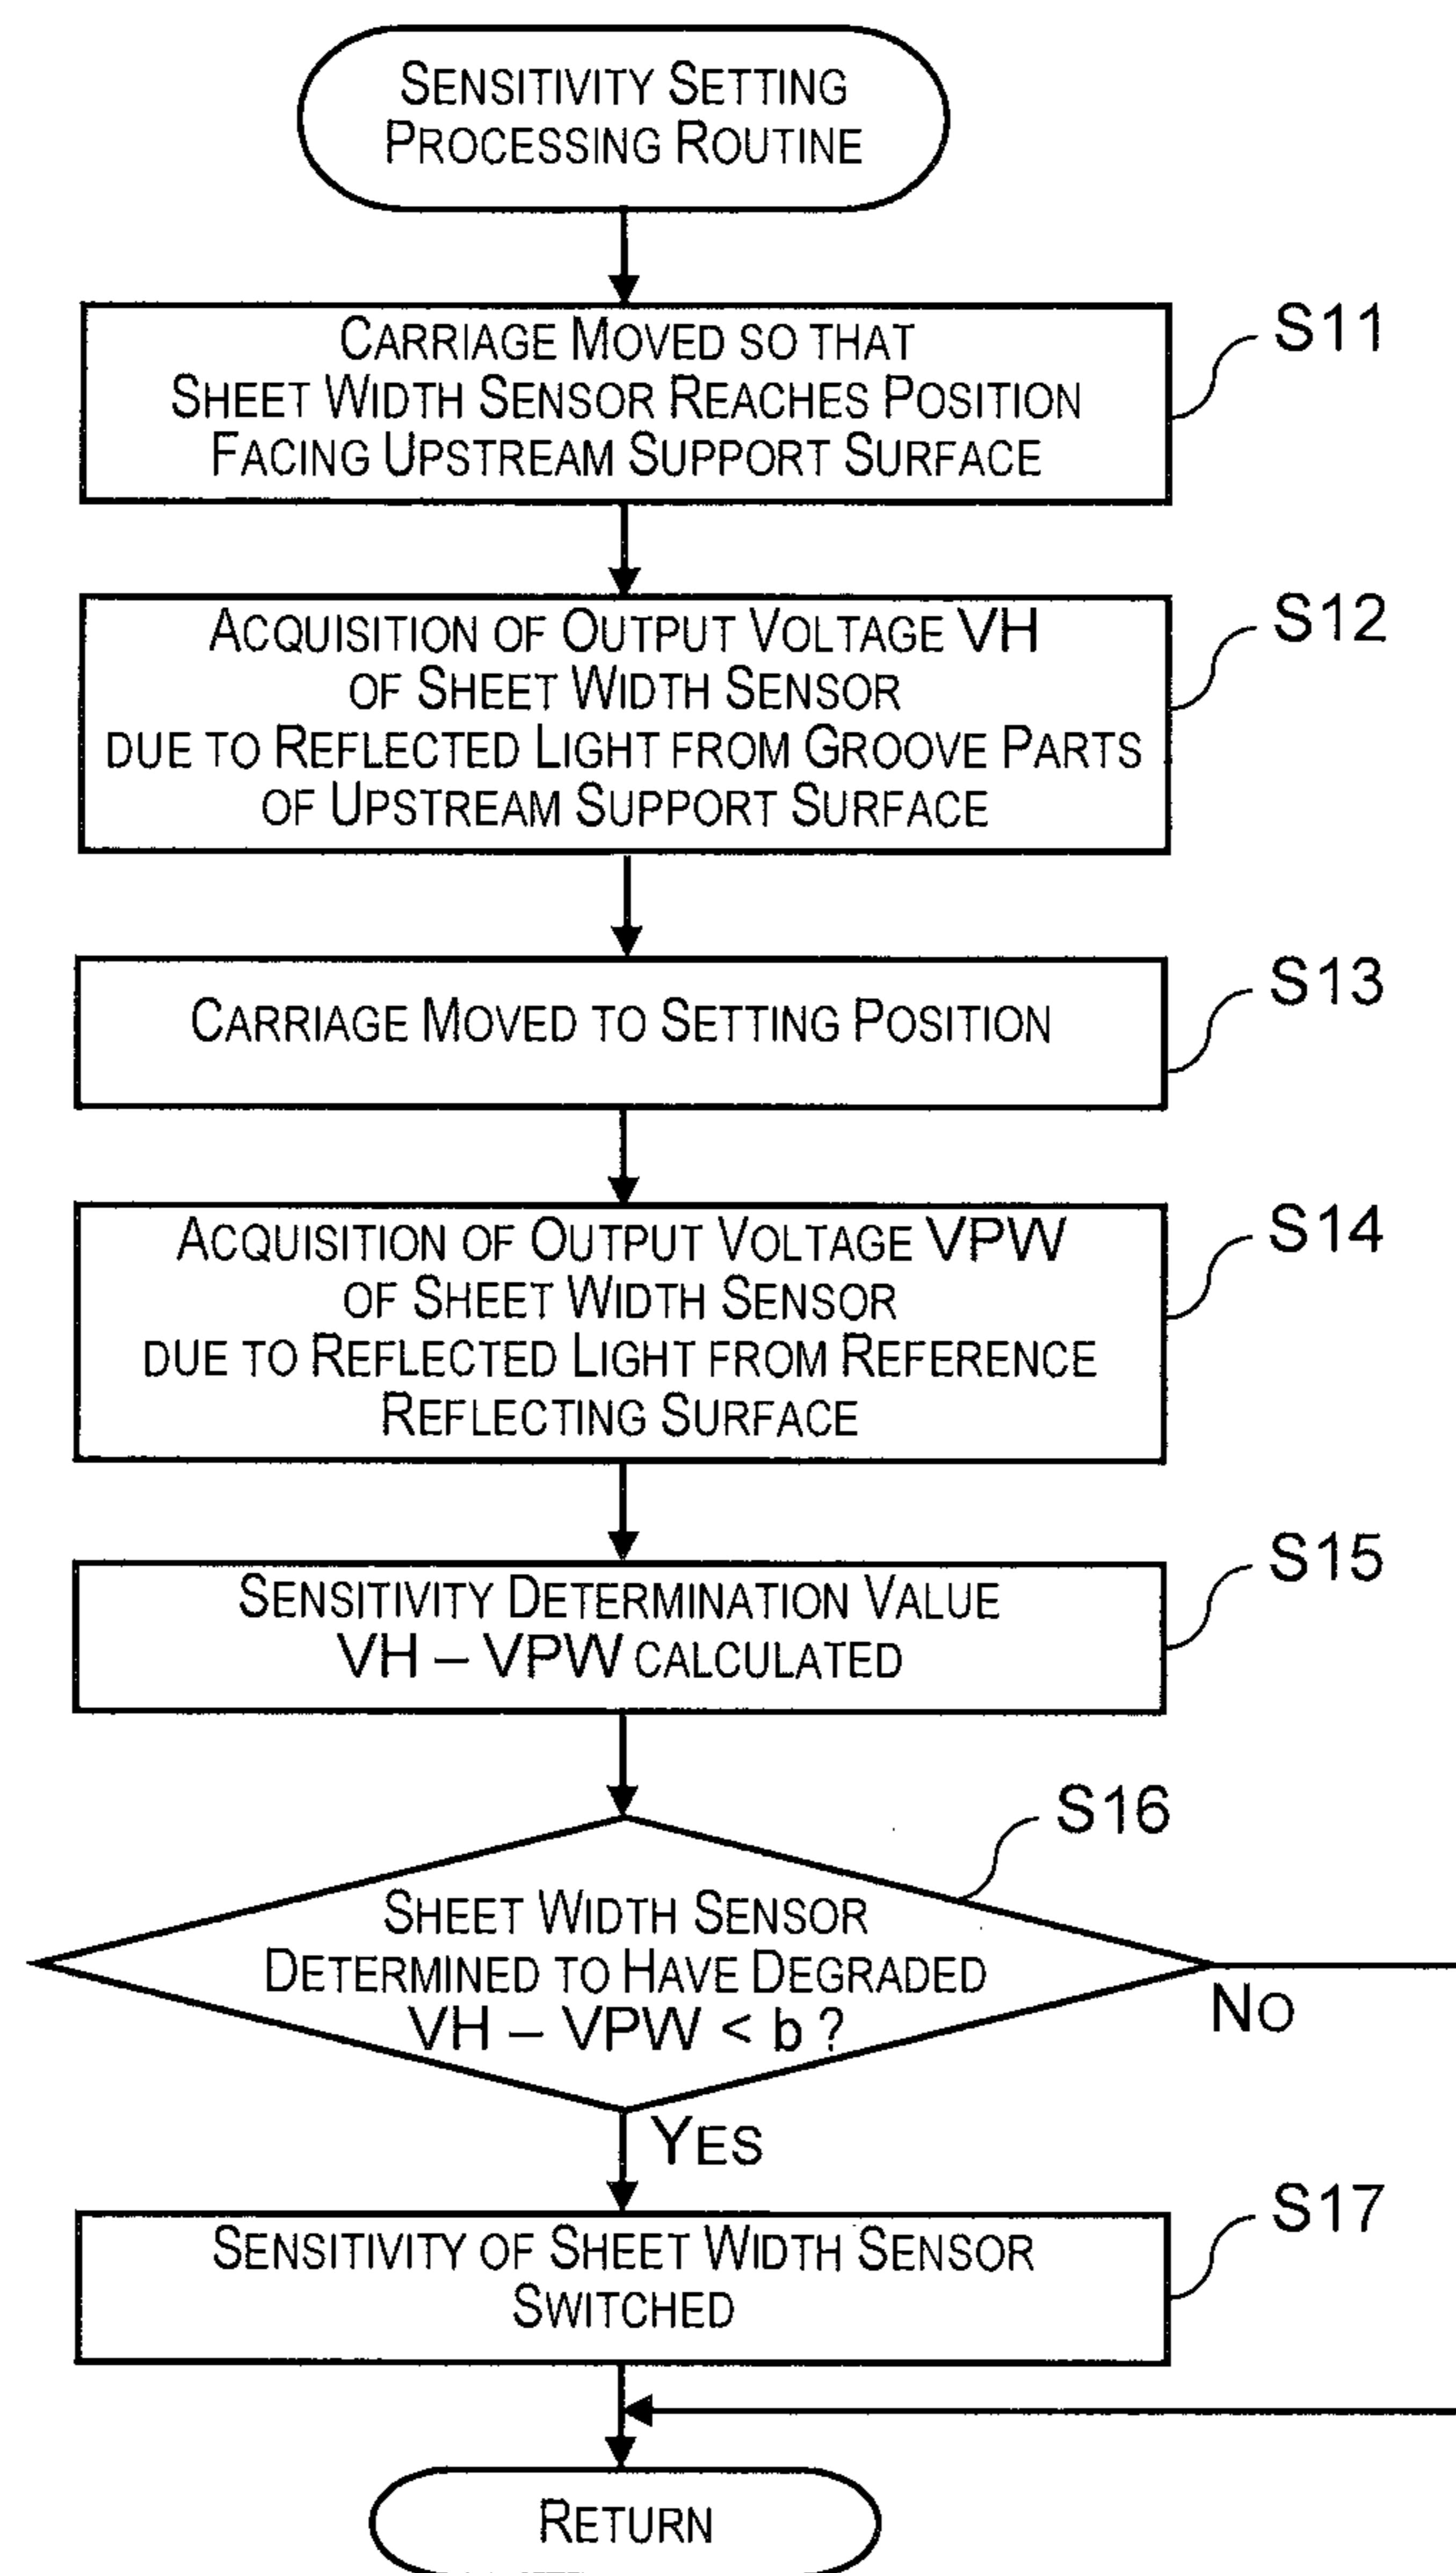 SENSITIVITY SETTING
PROCESSING ROUTINE
CARRIAGE MOVED SO THAT
SHEET WIDTH SENSOR REACHES POSITION
FACING UPSTREAM SUPPORT SURFACE
S11
ACQUISITION OF OUTPUT VOLTAGE VH
OF SHEET WIDTH SENSOR
DUE TO REFLECTED LIGHT FROM GROOVE PARTS
OF UPSTREAM SUPPORT SURFACE
S12
CARRIAGE MOVED TO SETTING POSITION
S13
ACQUISITION OF OUTPUT VOLTAGE VPW
OF SHEET WIDTH SENSOR
DUE TO REFLECTED LIGHT FROM REFERENCE
REFLECTING SURFACE
S14
SENSITIVITY DETERMINATION VALUE
VH – VPW CALCULATED
S15
S16
SHEET WIDTH SENSOR
DETERMINED TO HAVE DEGRADED
VH – VPW < b ?
NO
YES
SENSITIVITY OF SHEET WIDTH SENSOR
SWITCHED
S17
RETURN